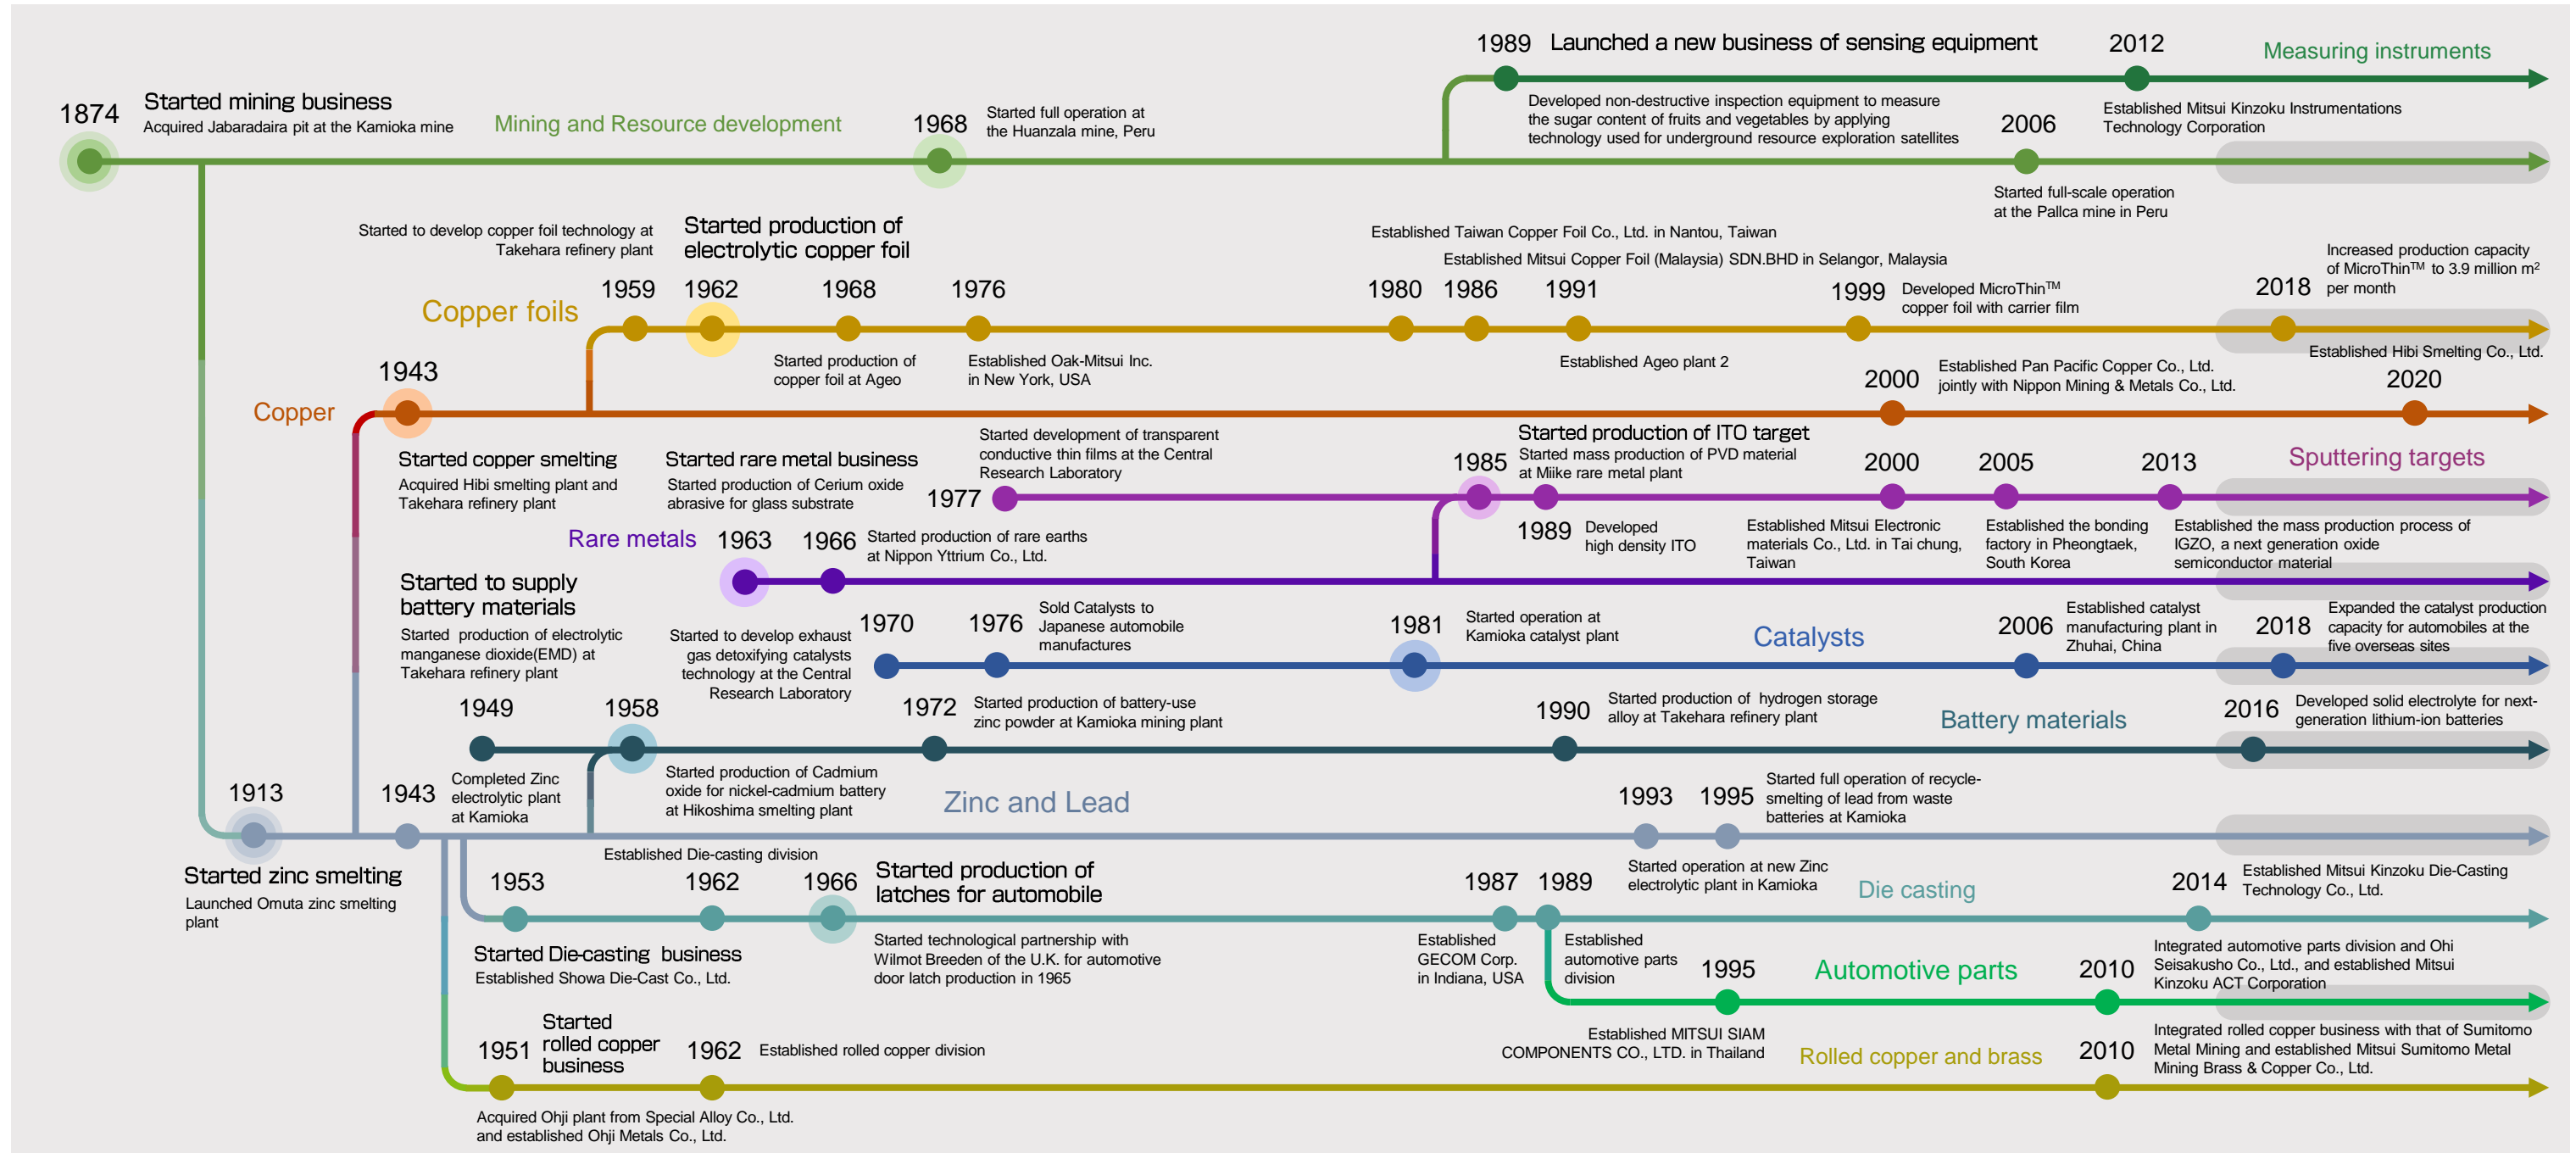 1989 Launched a new business of sensing equipment
2012
Measuring instruments
1874
Started mining business
Acquired Jabaradaira pit at the Kamioka mine
Mining and Resource development
1968
Started full operation at
the Huanzala mine, Peru
Developed non-destructive inspection equipment to measure
the sugar content of fruits and vegetables by applying
technology used for underground resource exploration satellites
2006
Established Mitsui Kinzoku Instrumentations
Technology Corporation
Started full-scale operation
at the Pallca mine in Peru
Started to develop copper foil technology at
Takehara refinery plant
Started production of
electrolytic copper foil
Established Taiwan Copper Foil Co., Ltd. in Nantou, Taiwan
Established Mitsui Copper Foil (Malaysia) SDN.BHD in Selangor, Malaysia
Increased production capacity
of MicroThin™ to 3.9 million m²
per month
Copper foils
1959
1962
1968
1976
1980
1986
1991
1999
Developed MicroThin™
copper foil with carrier film
2018
Started production of
copper foil at Ageo
Established Oak-Mitsui Inc.
in New York, USA
Established Ageo plant 2
Established Hibi Smelting Co., Ltd.
Copper
1943
2000
Established Pan Pacific Copper Co., Ltd.
jointly with Nippon Mining & Metals Co., Ltd.
2020
Started copper smelting
Acquired Hibi smelting plant and
Takehara refinery plant
Started rare metal business
Started production of Cerium oxide
abrasive for glass substrate
Started development of transparent
conductive thin films at the Central
Research Laboratory
1977
1985
Started production of ITO target
Started mass production of PVD material
at Miike rare metal plant
2000
2005
2013
Sputtering targets
1989
Developed
high density ITO
Established Mitsui Electronic
materials Co., Ltd. in Tai chung,
Taiwan
Established the bonding
factory in Pheongtaek,
South Korea
Established the mass production process of
IGZO, a next generation oxide
semiconductor material
Rare metals
1963
1966
Started production of rare earths
at Nippon Yttrium Co., Ltd.
Started to supply
battery materials
Started  production of electrolytic
manganese dioxide(EMD) at
Takehara refinery plant
Started to develop exhaust
gas detoxifying catalysts
technology at the Central
Research Laboratory
1970
1976
Sold Catalysts to
Japanese automobile
manufactures
1981
Started operation at
Kamioka catalyst plant
Catalysts
2006
Established catalyst
manufacturing plant in
Zhuhai, China
2018
Expanded the catalyst production
capacity for automobiles at the
five overseas sites
1949
1958
1972
Started production of battery-use
zinc powder at Kamioka mining plant
1990
Started production of  hydrogen storage
alloy at Takehara refinery plant
Battery materials
2016
Developed solid electrolyte for next-
generation lithium-ion batteries
1913
1943
Completed Zinc
electrolytic plant
at Kamioka
Started production of Cadmium
oxide for nickel-cadmium battery
at Hikoshima smelting plant
Zinc and Lead
1993
1995
Started full operation of recycle-
smelting of lead from waste
batteries at Kamioka
Started zinc smelting
Launched Omuta zinc smelting
plant
Started operation at new Zinc
electrolytic plant in Kamioka
Established Die-casting division
1953
1962
1966
Started production of
latches for automobile
1987
1989
Die casting
2014
Established Mitsui Kinzoku Die-Casting
Technology Co., Ltd.
Started Die-casting  business
Established Showa Die-Cast Co., Ltd.
Started technological partnership with
Wilmot Breeden of the U.K. for automotive
door latch production in 1965
Established
GECOM Corp.
in Indiana, USA
Established
automotive parts
division
1995
Automotive parts
2010
Integrated automotive parts division and Ohi
Seisakusho Co., Ltd., and established Mitsui
Kinzoku ACT Corporation
Established MITSUI SIAM
COMPONENTS CO., LTD. in Thailand
1951
Started
rolled copper
business
1962
Established rolled copper division
Rolled copper and brass
2010
Integrated rolled copper business with that of Sumitomo
Metal Mining and established Mitsui Sumitomo Metal
Mining Brass & Copper Co., Ltd.
Acquired Ohji plant from Special Alloy Co., Ltd.
and established Ohji Metals Co., Ltd.